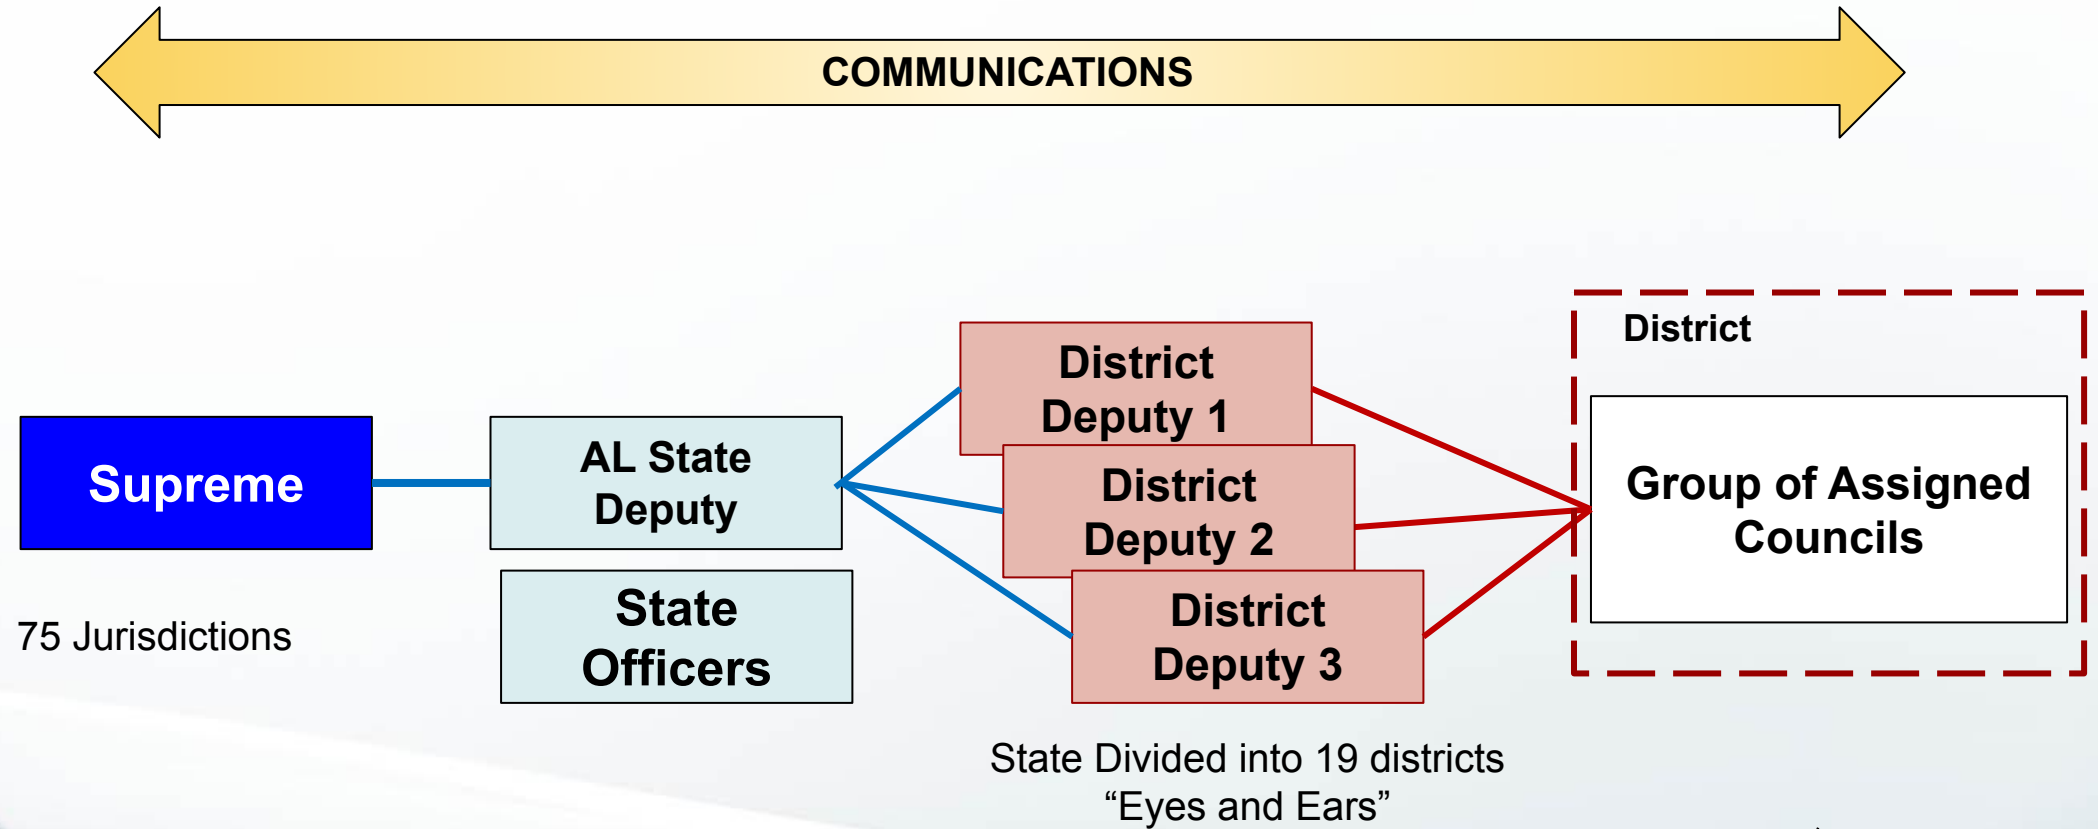 COMMUNICATIONS
Supreme
75 Jurisdictions
AL State
Deputy
State
Officers
District
Deputy 1
District
Deputy 2
District
Deputy 3
State Divided into 19 districts
“Eyes and Ears”
District
Group of Assigned
Councils